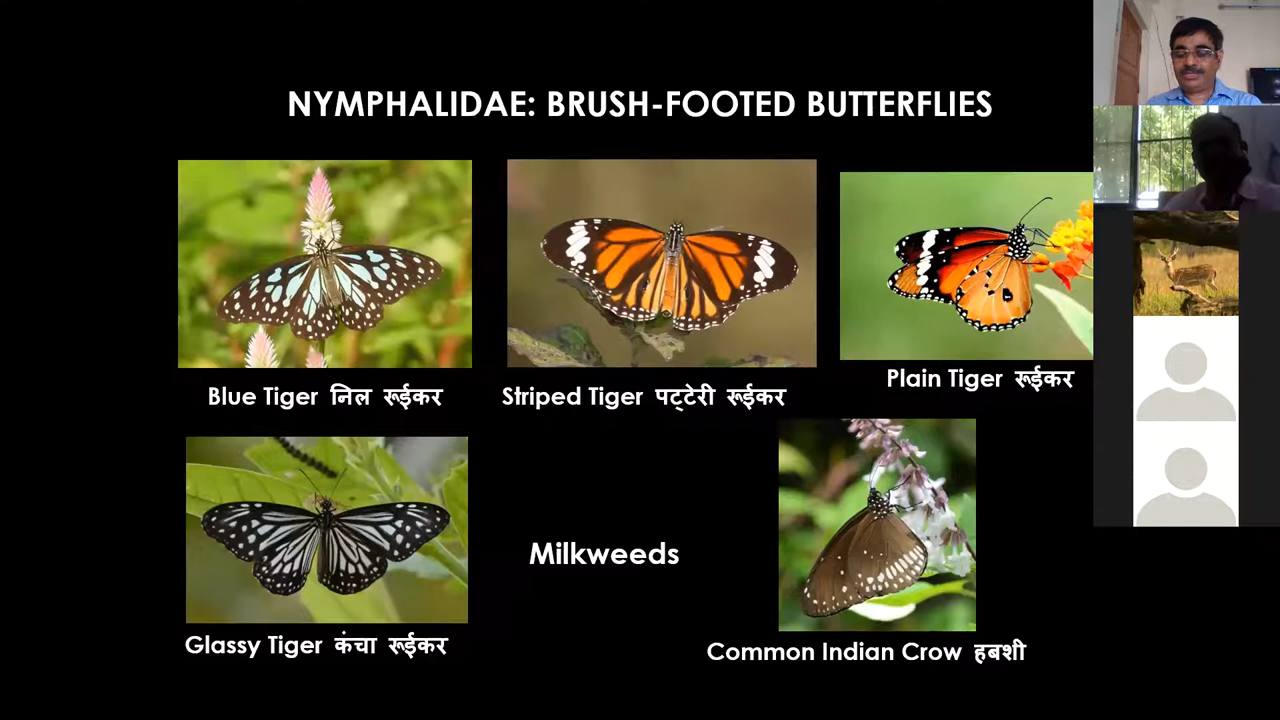 NYMPHALIDAE: BRUSH-FOOTED BUTTERFLIES
Blue Tiger निल रूईकर
Striped Tiger पट्टेरी रूईकर
Plain Tiger रूईकर
Glassy Tiger कंचा रूईकर
Milkweeds
Common Indian Crow हबशी